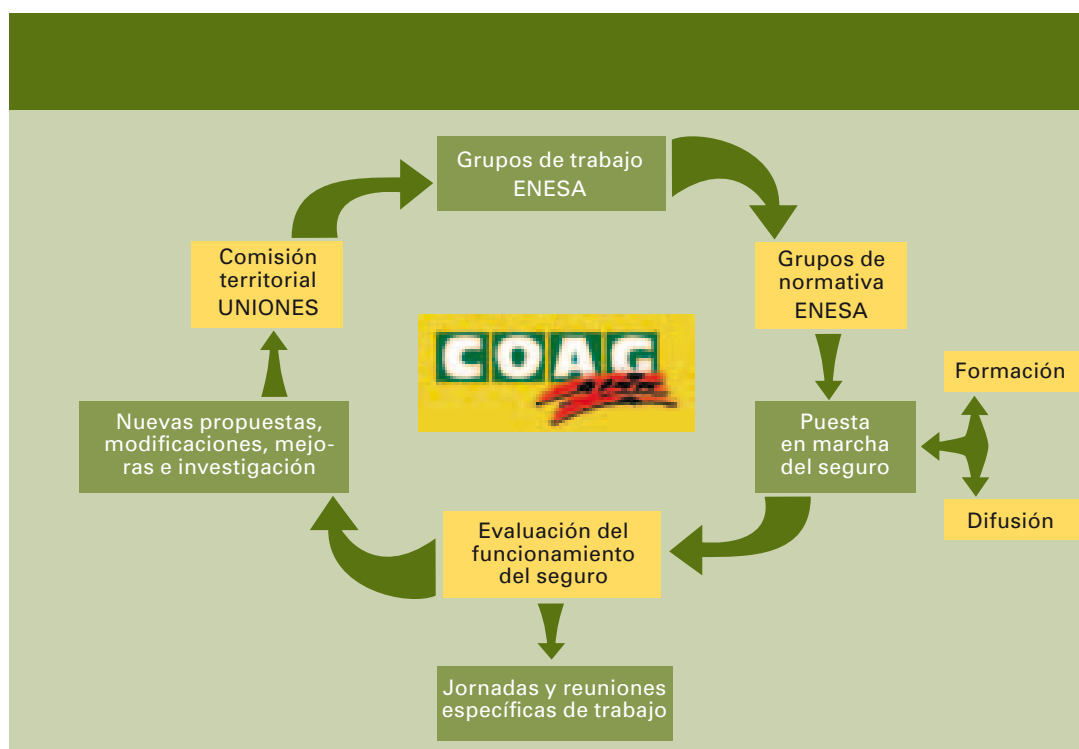 Grupos de trabajo
ENESA
Comisión
territorial
UNIONES
Grupos de
normativa
ENESA
COAG
Formación
Nuevas propuestas,
modificaciones, mejo-
ras e investigación
Puesta
en marcha
del seguro
Difusión
Evaluación del
funcionamiento
del seguro
Jornadas y reuniones
específicas de trabajo